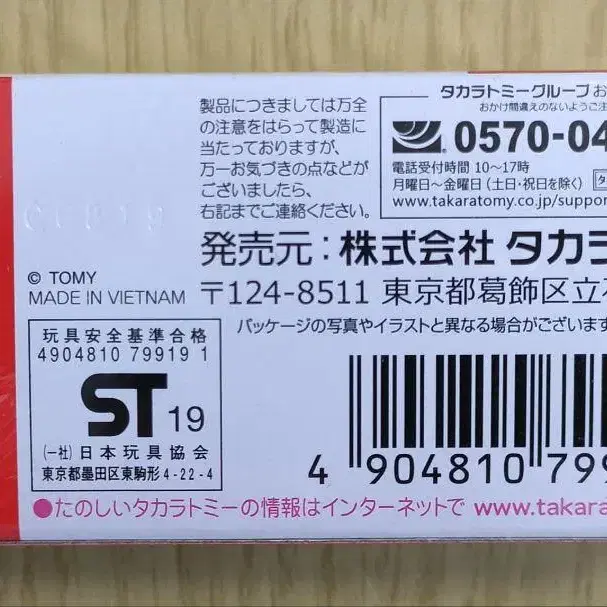 製品につきましては万全
の注意をはらって製造に
当たっておりますが、
万一お気づきの点などが
ございましたら、
右記までご連絡ください。
タカラトミーグループお
おかけ間違えのないようご注
0570-04
電話受付時間 10〜17時
月曜日〜金曜日(土・日・祝日を除く)
www.takaratomy.co.jp/support
発売元:株式会社 タカラ
〒124-8511 東京都葛飾区立石
© TOMY
MADE IN VIETNAM
パッケージの写真やイラストと異なる場合がございます
玩具安全基準合格
4904810 79919 1
ST 19
(一社)日本玩具協会
東京都墨田区東駒形4-22-4
4 904810 799
●たのしいタカラトミーの情報はインターネットで www.takara